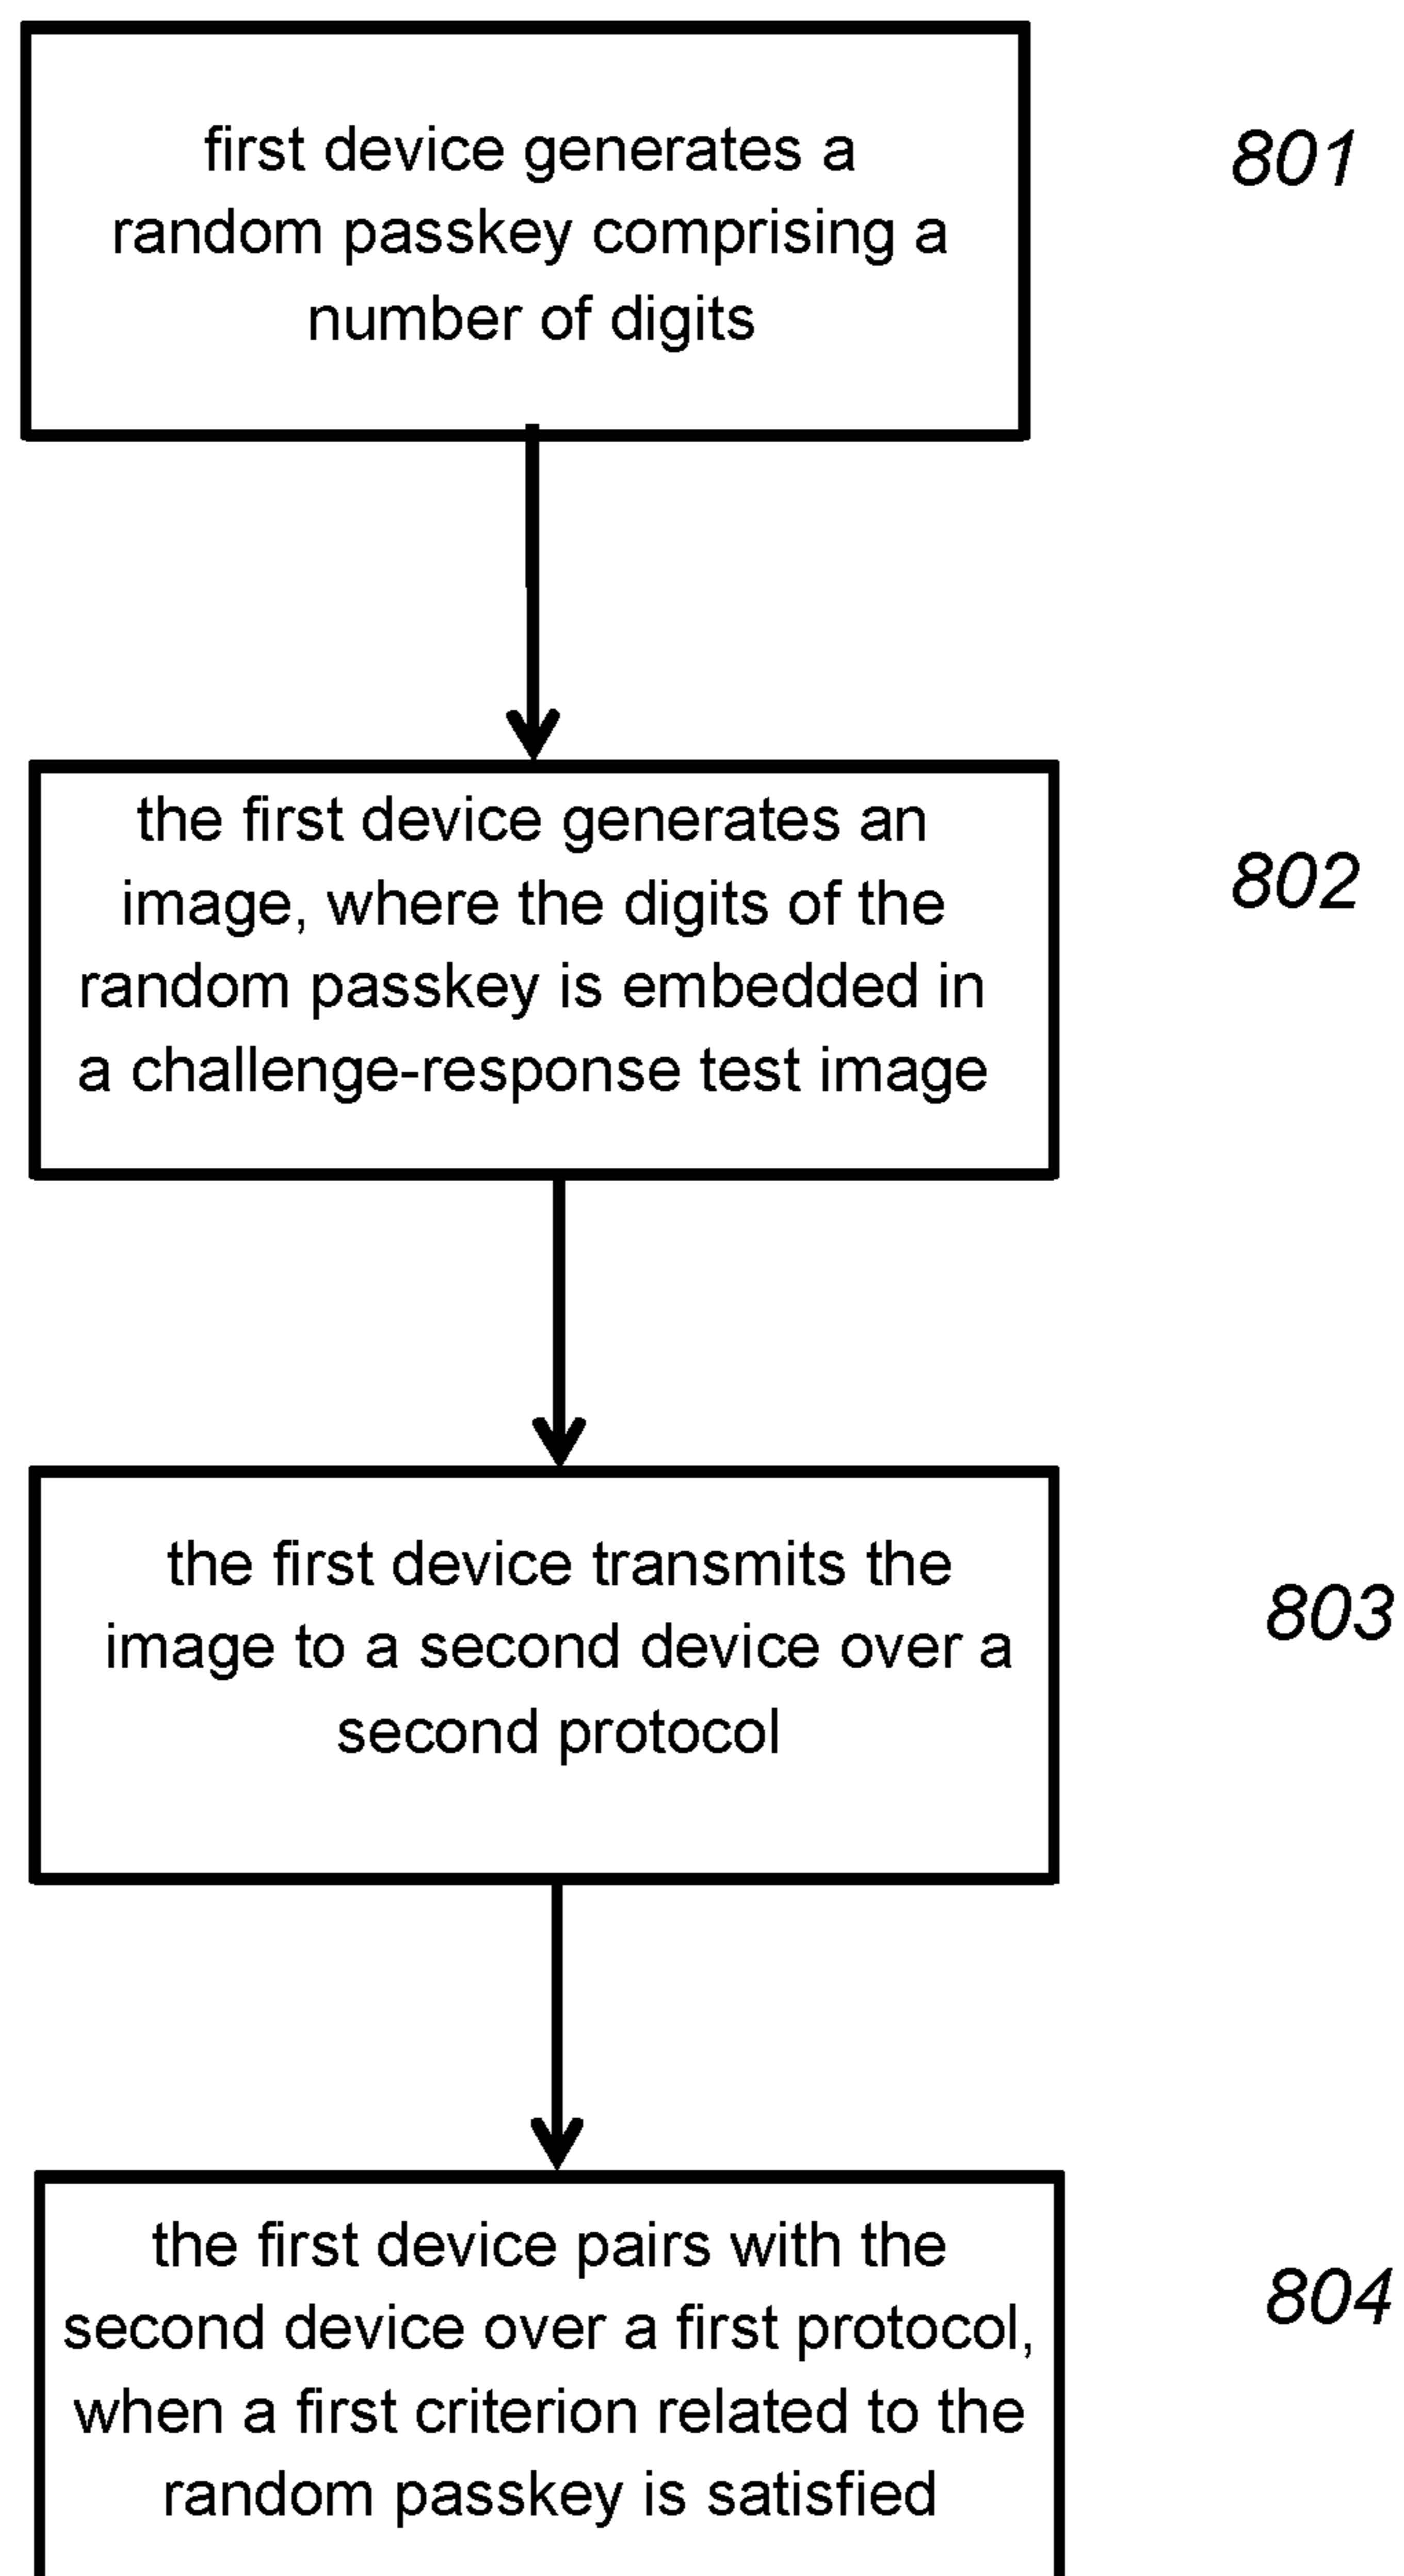 first device generates a
random passkey comprising a
number of digits
801
the first device generates an
image, where the digits of the
random passkey is embedded in
a challenge-response test image
802
the first device transmits the
image to a second device over a
second protocol
803
the first device pairs with the
second device over a first protocol,
when a first criterion related to the
random passkey is satisfied
804